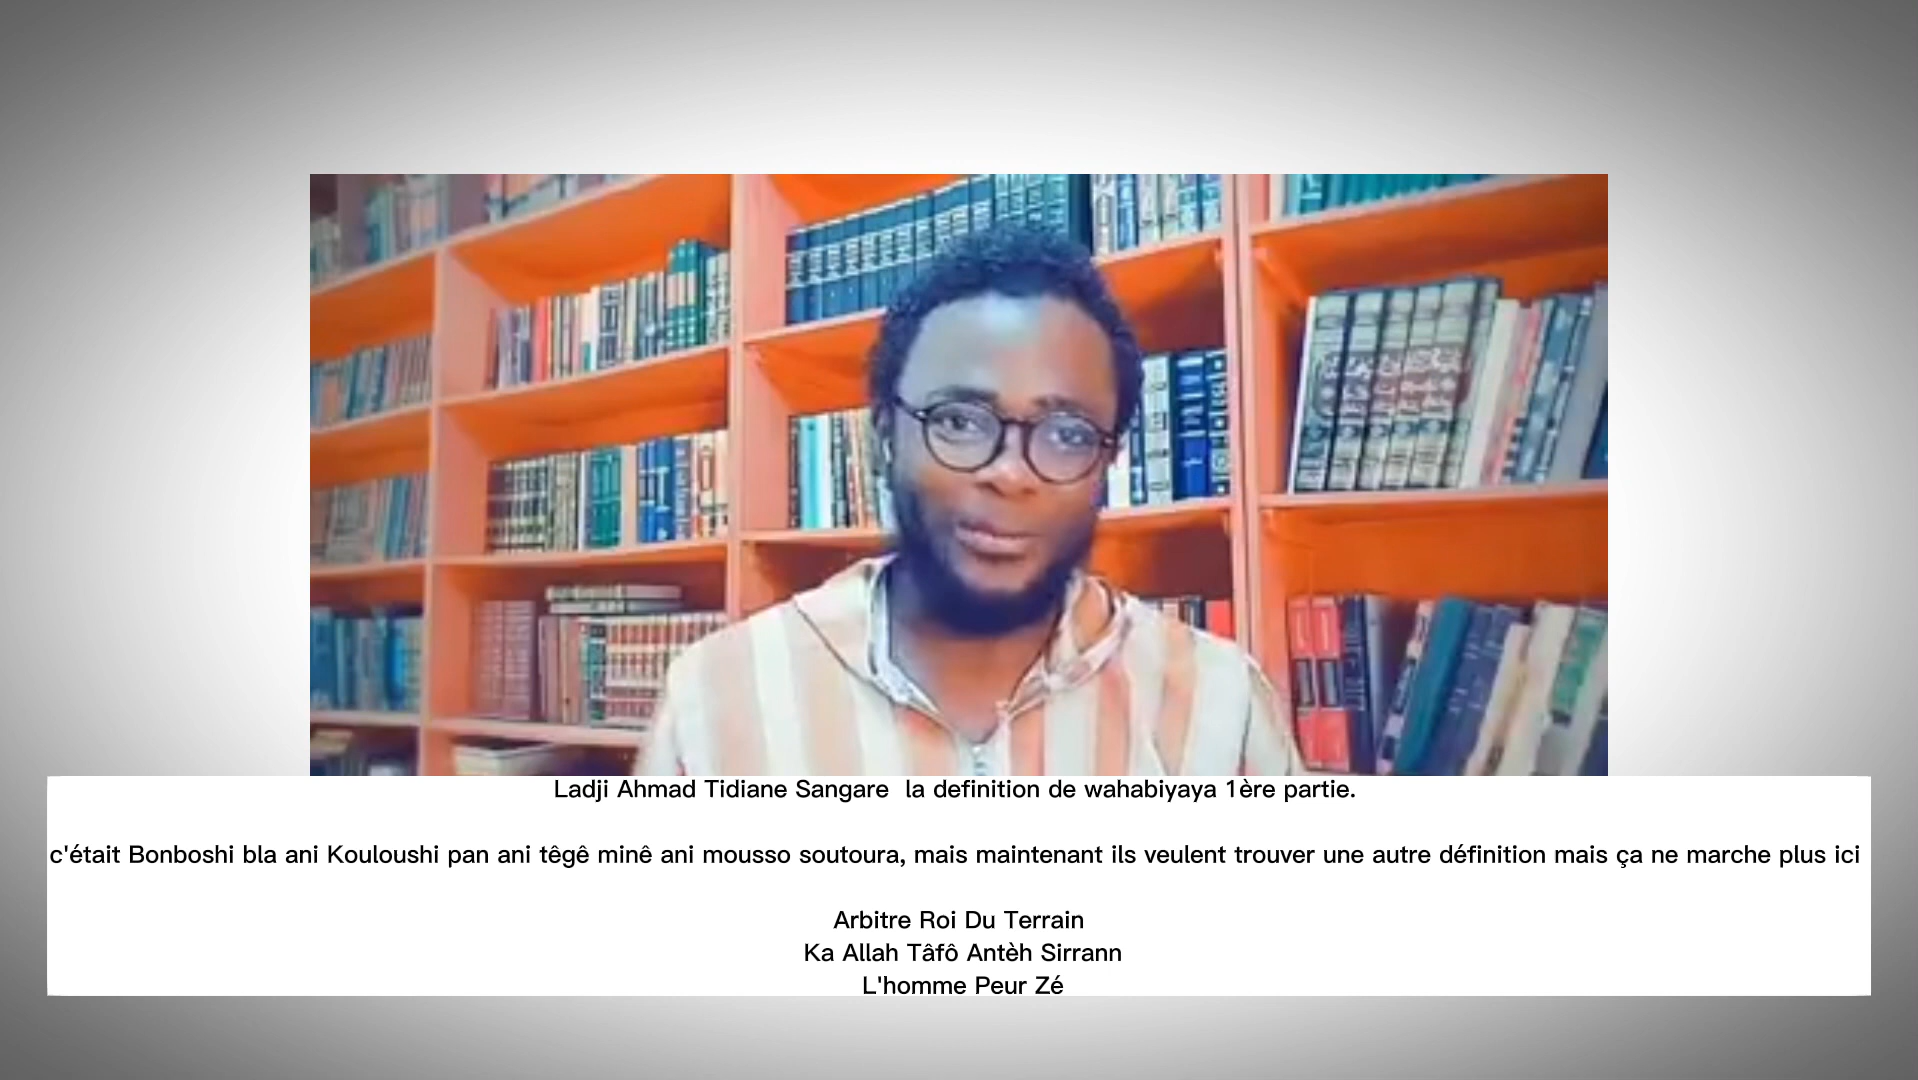 Ladji Ahmad Tidiane Sangare  la definition de wahabiyaya 1ère partie.
c'était Bonboshi bla ani Kouloushi pan ani têgê minê ani mousso soutoura, mais maintenant ils veulent trouver une autre définition mais ça ne marche plus ici
Arbitre Roi Du Terrain
Ka Allah Tâfô Antèh Sirrann
L'homme Peur Zé